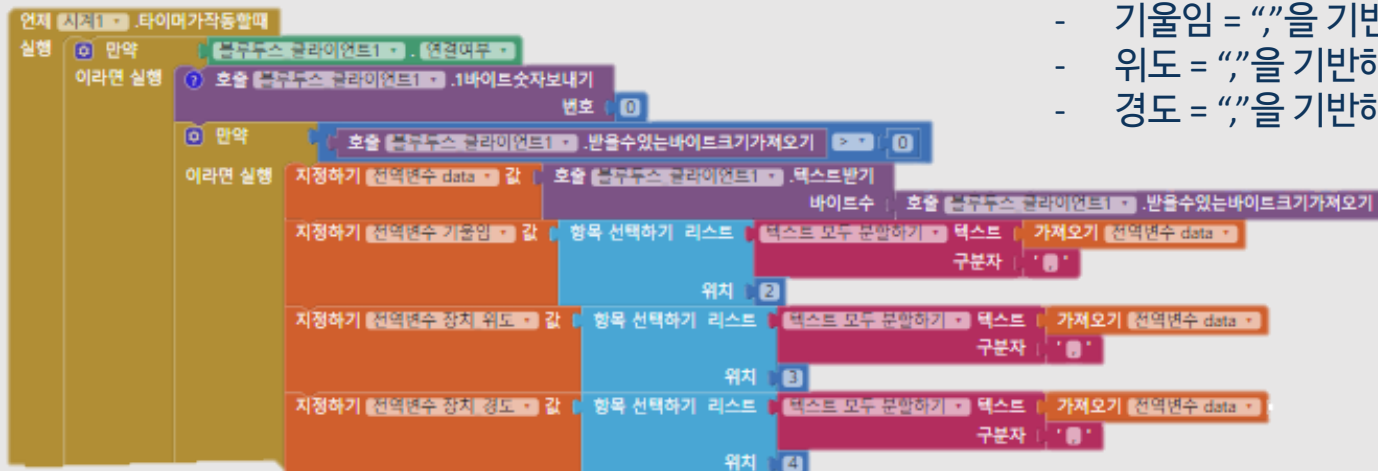 언제 시계1 .타이머가작동할때
실행 만약 블루투스 클라이언트1 . 연결여부
이라면 실행 호출 블루투스 클라이언트1 .1바이트숫자보내기
번호 0
만약 호출 블루투스 클라이언트1 .받을수있는바이트크기가져오기 > 0
이라면 실행 지정하기 전역변수 data 값 호출 블루투스 클라이언트1 .텍스트받기
바이트수 호출 블루투스 클라이언트1 .받을수있는바이트크기가져오기
지정하기 전역변수 기울임 값 항목 선택하기 리스트 텍스트 모두 분할하기 텍스트 가져오기 전역변수 data
구분자 ' , '
위치 2
지정하기 전역변수 장치_위도 값 항목 선택하기 리스트 텍스트 모두 분할하기 텍스트 가져오기 전역변수 data
구분자 ' , '
위치 3
지정하기 전역변수 장치_경도 값 항목 선택하기 리스트 텍스트 모두 분할하기 텍스트 가져오기 전역변수 data
구분자 ' , '
위치 4
- 기울임 = “,”을 기반
- 위도 = “,”을 기반하
- 경도 = “,”을 기반하